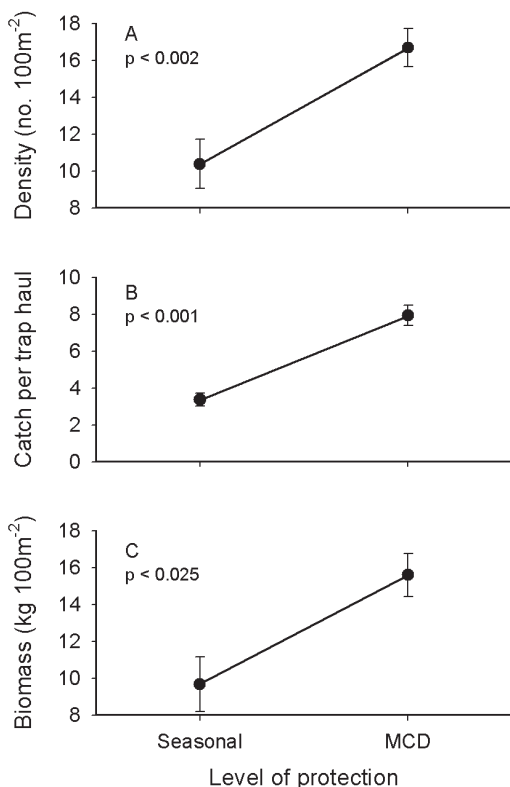 18
16
14
12
10
8
Density (no. 100m⁻²)
A
p < 0.002
10
8
6
4
2
0
Catch per trap haul
B
p < 0.001
18
16
14
12
10
8
Biomass (kg 100m⁻²)
C
p < 0.025
Seasonal MCD
Level of protection